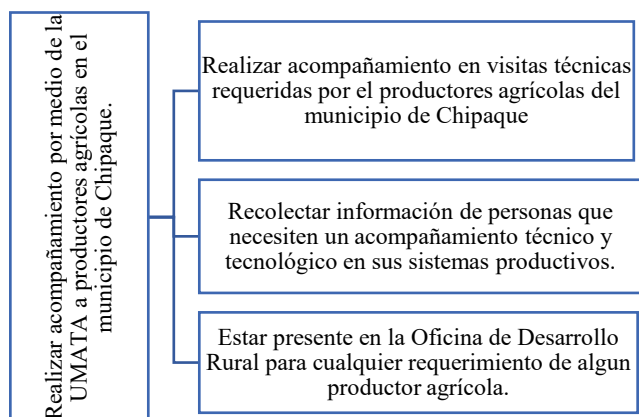 Realizar acompañamiento por medio de la
UMATA a productores agrícolas en el
municipio de Chipaque.
Realizar acompañamiento en visitas técnicas
requeridas por el productores agrícolas del
municipio de Chipaque
Recolectar información de personas que
necesiten un acompañamiento técnico y
tecnológico en sus sistemas productivos.
Estar presente en la Oficina de Desarrollo
Rural para cualquier requerimiento de algun
productor agrícola.